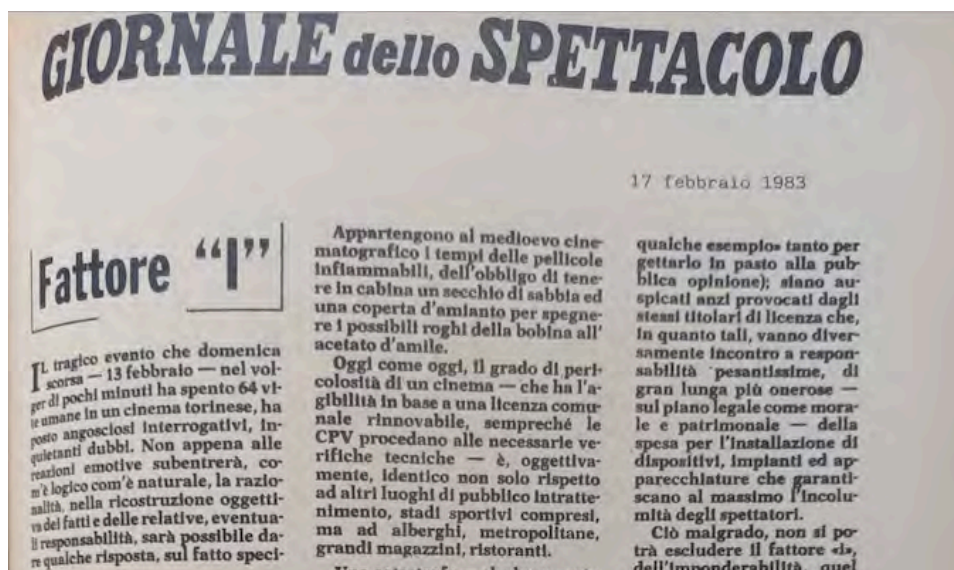 GIORNALE dello SPETTACOLO
17 febbraio 1983
Fattore “I”
IL tragico evento che domenica
scorsa — 13 febbraio — nel vol-
ger di pochi minuti ha spento 64 vi-
te umane in un cinema torinese, ha
posto angosciosi interrogativi, in-
quietanti dubbi. Non appena alle
reazioni emotive subentrerà, co-
m'è logico com'è naturale, la razio-
nalità, nella ricostruzione oggetti-
va dei fatti e delle relative, eventua-
li responsabilità, sarà possibile da-
re qualche risposta, sul fatto speci-
Appartengono al medioevo cine-
matografico i tempi delle pellicole
infiammabili, dell'obbligo di tene-
re in cabina un secchio di sabbia ed
una coperta d'amianto per spegne-
re i possibili roghi della bobina all'
acetato d'amile.
Oggi come oggi, il grado di peri-
colosità di un cinema — che ha l'a-
gibilità in base a una licenza comu-
nale rinnovabile, sempreché le
CPV procedano alle necessarie ve-
rifiche tecniche — è, oggettiva-
mente, identico non solo rispetto
ad altri luoghi di pubblico intratte-
nimento, stadi sportivi compresi,
ma ad alberghi, metropolitane,
grandi magazzini, ristoranti.
qualche esempio» tanto per
gettarlo in pasto alla pub-
blica opinione); siano au-
spicati anzi provocati dagli
stessi titolari di licenza che,
in quanto tali, vanno diver-
samente incontro a respon-
sabilità pesantissime, di
gran lunga più onerose —
sul piano legale come mora-
le e patrimoniale — della
spesa per l'installazione di
dispositivi, impianti ed ap-
parecchiature che garanti-
scano al massimo l'incolu-
mità degli spettatori.
Ciò malgrado, non si po-
trà escludere il fattore «i»,
dell'imponderabilità, quel